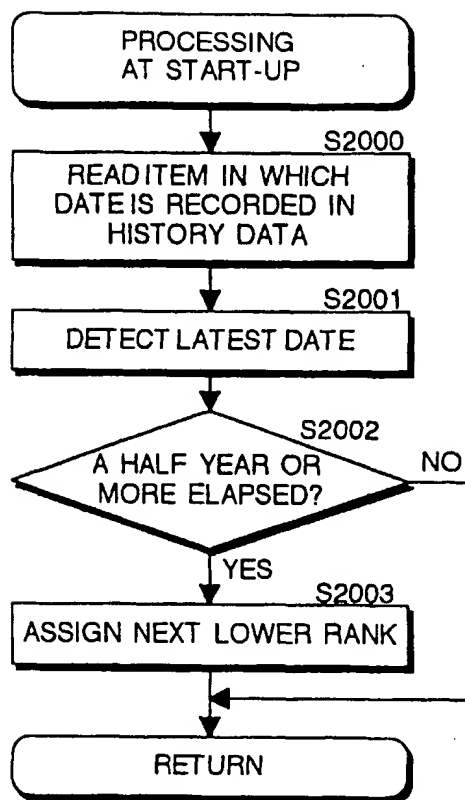 PROCESSING
AT START-UP
S2000
READ ITEM IN WHICH
DATE IS RECORDED IN
HISTORY DATA
S2001
DETECT LATEST DATE
S2002
A HALF YEAR OR
MORE ELAPSED?
NO
YES
S2003
ASSIGN NEXT LOWER RANK
RETURN